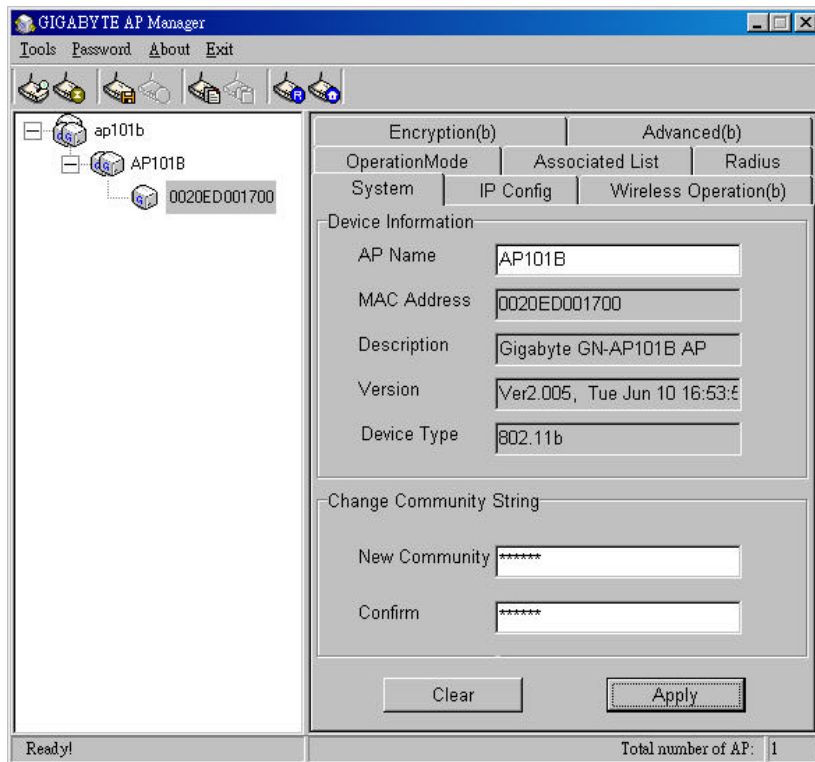 GIGABYTE AP Manager
Tools Password About Exit
ap101b
AP101B
0020ED001700
Encryption(b) Advanced(b)
OperationMode Associated List Radius
System IP Config Wireless Operation(b)
Device Information
AP Name AP101B
MAC Address 0020ED001700
Description Gigabyte GN-AP101B AP
Version Ver2.005, Tue Jun 10 16:53:5
Device Type 802.11b
Change Community String
New Community ******
Confirm ******
Clear Apply
Ready! Total number of AP: 1